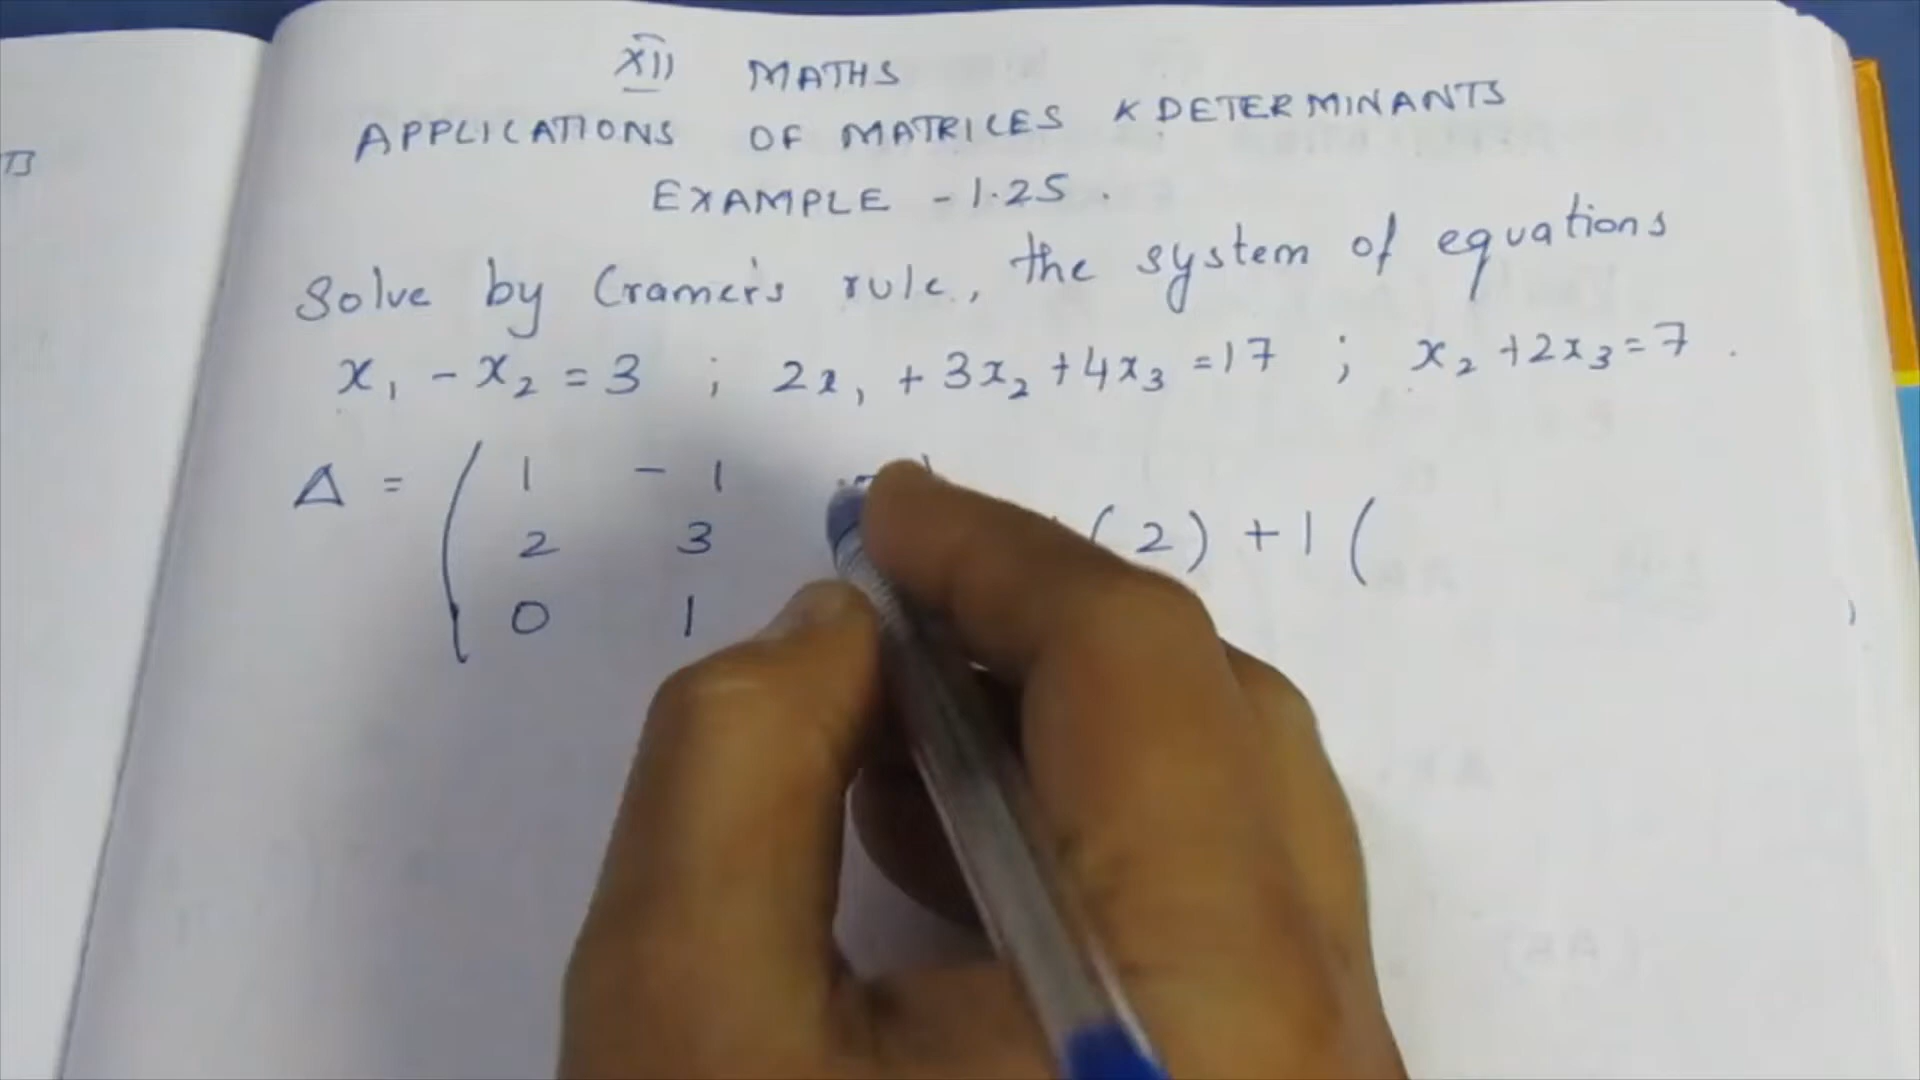 XII MATHS
APPLICATIONS OF MATRICES & DETERMINANTS
EXAMPLE - 1.25.
Solve by Cramer's rule, the system of equations
x₁ - x₂ = 3 ; 2x₁ + 3x₂ + 4x₃ = 17 ; x₂ + 2x₃ = 7.
Δ = ( 1 -1
2 3 (2) + 1 (
0 1